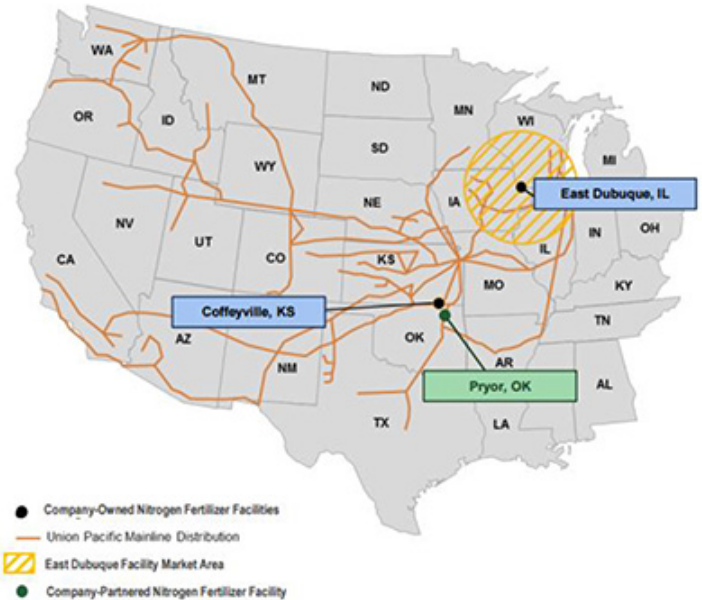 WA
MT
ND
MN
OR
ID
WI
SD
MI
WY
East Dubuque, IL
NE
IA
NV
OH
IN
UT
IL
CO
KS
CA
MO
KY
Coffeyville, KS
TN
AZ
OK
AR
NM
Pryor, OK
AL
TX
LA
Company-Owned Nitrogen Fertilizer Facilities
Union Pacific Mainline Distribution
East Dubuque Facility Market Area
Company-Partnered Nitrogen Fertilizer Facility